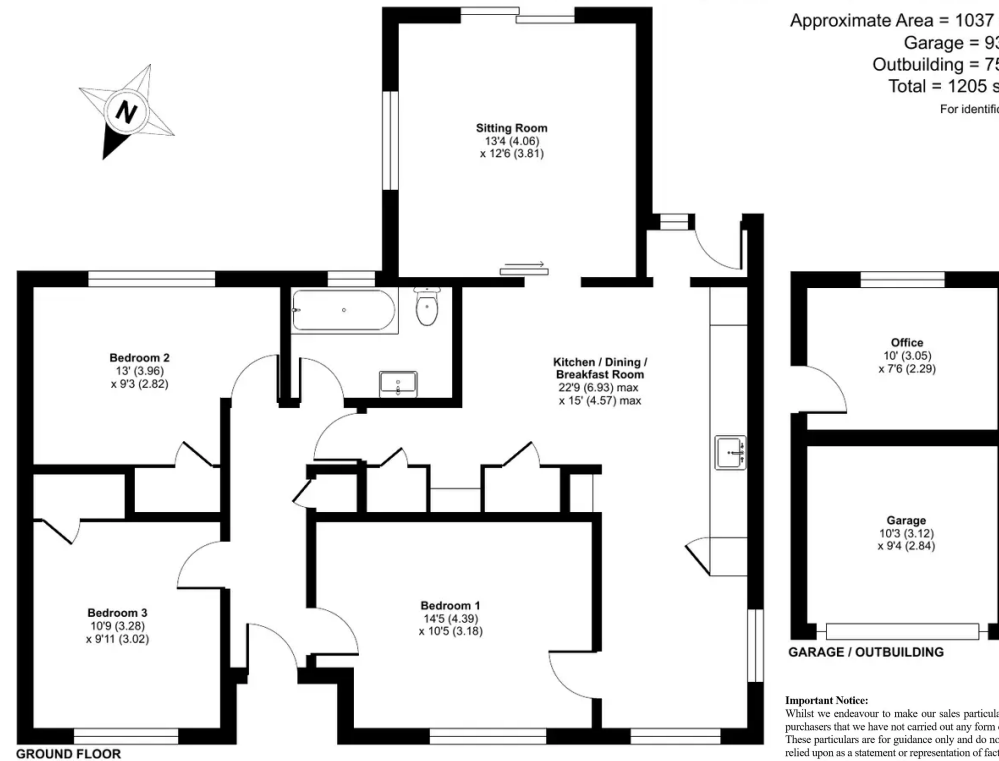 Approximate Area = 1037
Garage = 93
Outbuilding = 75
Total = 1205 s
For identific
N
Sitting Room
13'4 (4.06)
x 12'6 (3.81)
Bedroom 2
13' (3.96)
x 9'3 (2.82)
Kitchen / Dining /
Breakfast Room
22'9 (6.93) max
x 15' (4.57) max
Office
10' (3.05)
x 7'6 (2.29)
Garage
10'3 (3.12)
x 9'4 (2.84)
Bedroom 3
10'9 (3.28)
x 9'11 (3.02)
Bedroom 1
14'5 (4.39)
x 10'5 (3.18)
GARAGE / OUTBUILDING
GROUND FLOOR
Important Notice:
Whilst we endeavour to make our sales particula
purchasers that we have not carried out any form
These particulars are for guidance only and do no
relied upon as a statement or representation of fact